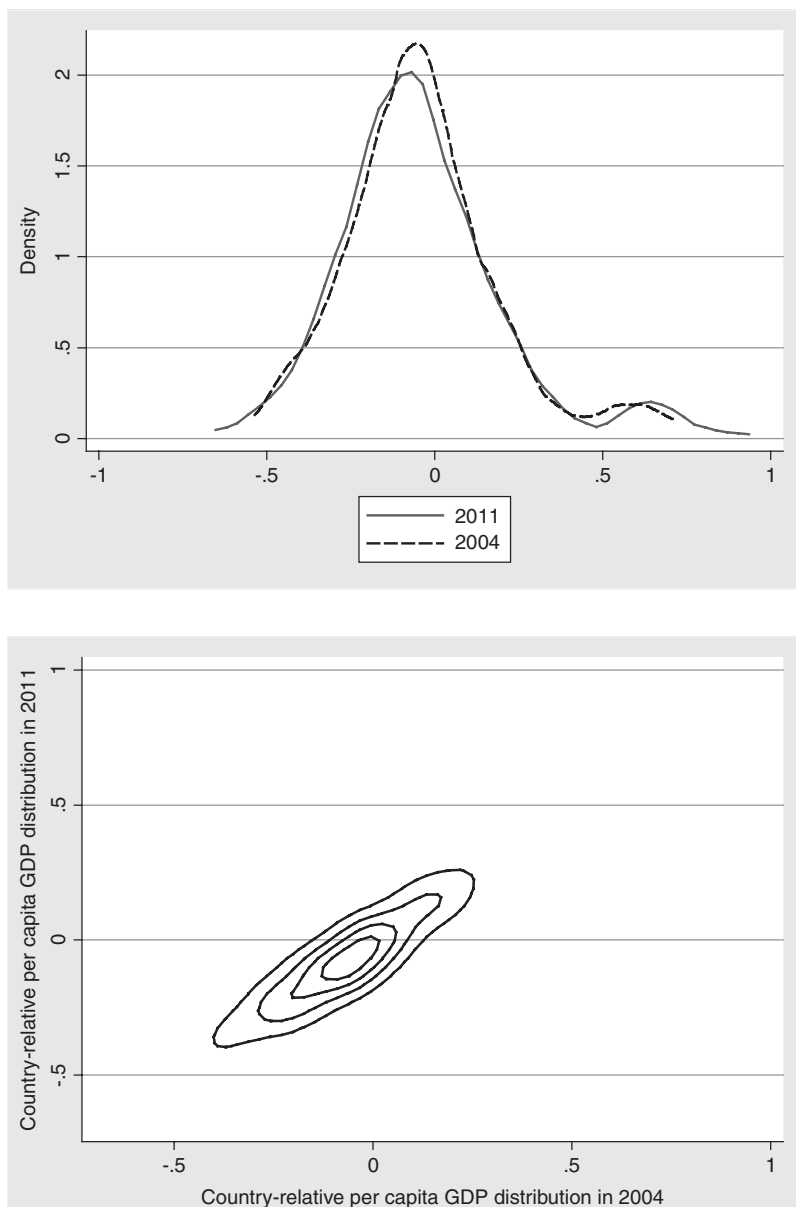 2
1.5
1
.5
0
Density
-1 -.5 0 .5 1
2011
2004
1
.5
0
-.5
Country-relative per capita GDP distribution in 2011
-.5 0 .5 1
Country-relative per capita GDP distribution in 2004